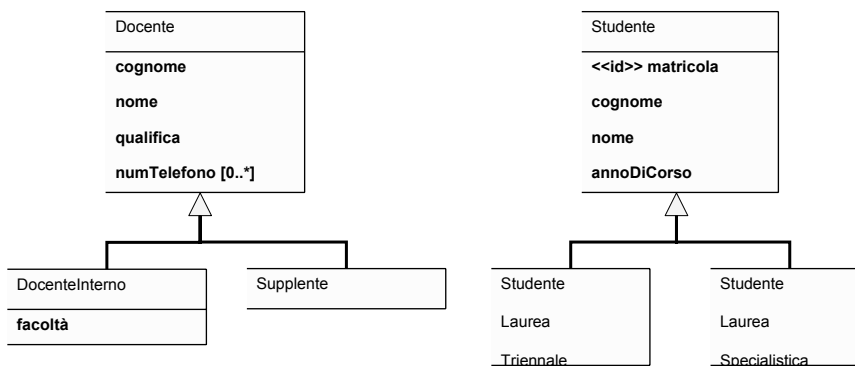 Docente
cognome
nome
qualifica
numTelefono [0..*]
DocenteInterno
facoltà
Supplente
Studente
<<id>> matricola
cognome
nome
annoDiCorso
Studente
Laurea
Triennale
Studente
Laurea
Specialistica